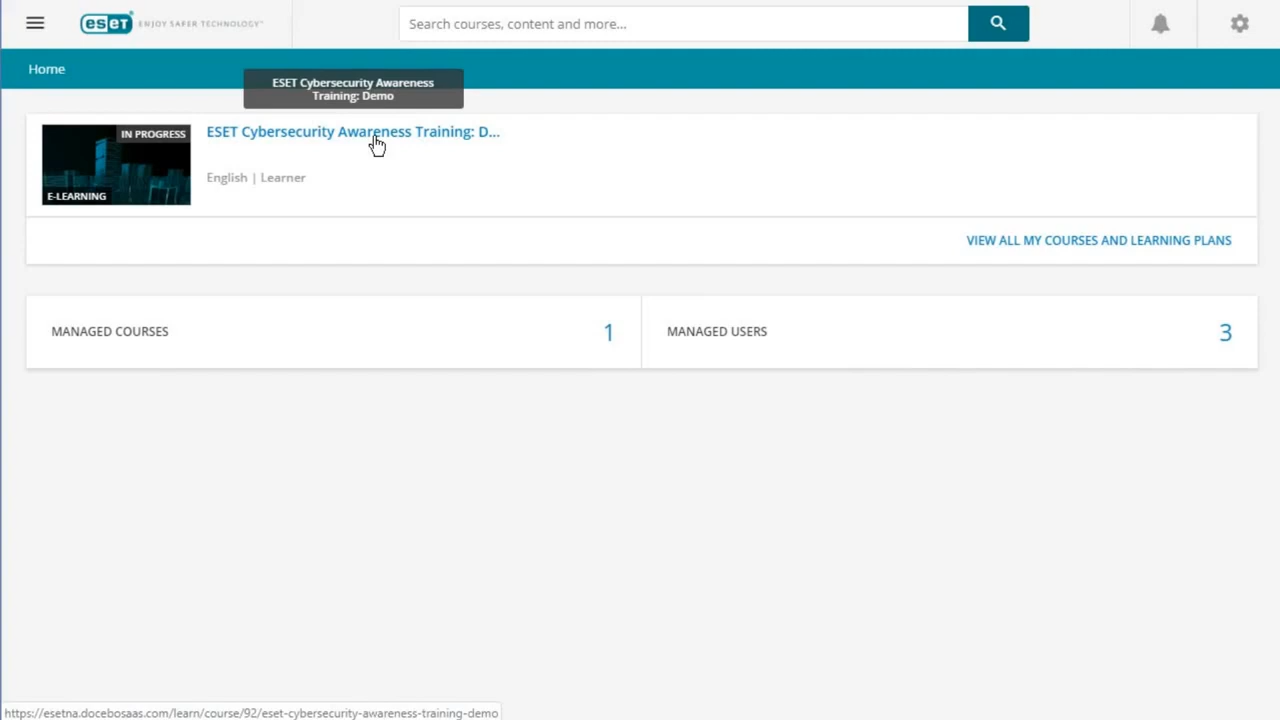 eset ENJOY SAFER TECHNOLOGY™
Search courses, content and more...
Home
ESET Cybersecurity Awareness
Training: Demo
IN PROGRESS
E-LEARNING
ESET Cybersecurity Awareness Training: D...
English | Learner
VIEW ALL MY COURSES AND LEARNING PLANS
MANAGED COURSES 1
MANAGED USERS 3
https://esetna.docebosaas.com/learn/course/92/eset-cybersecurity-awareness-training-demo